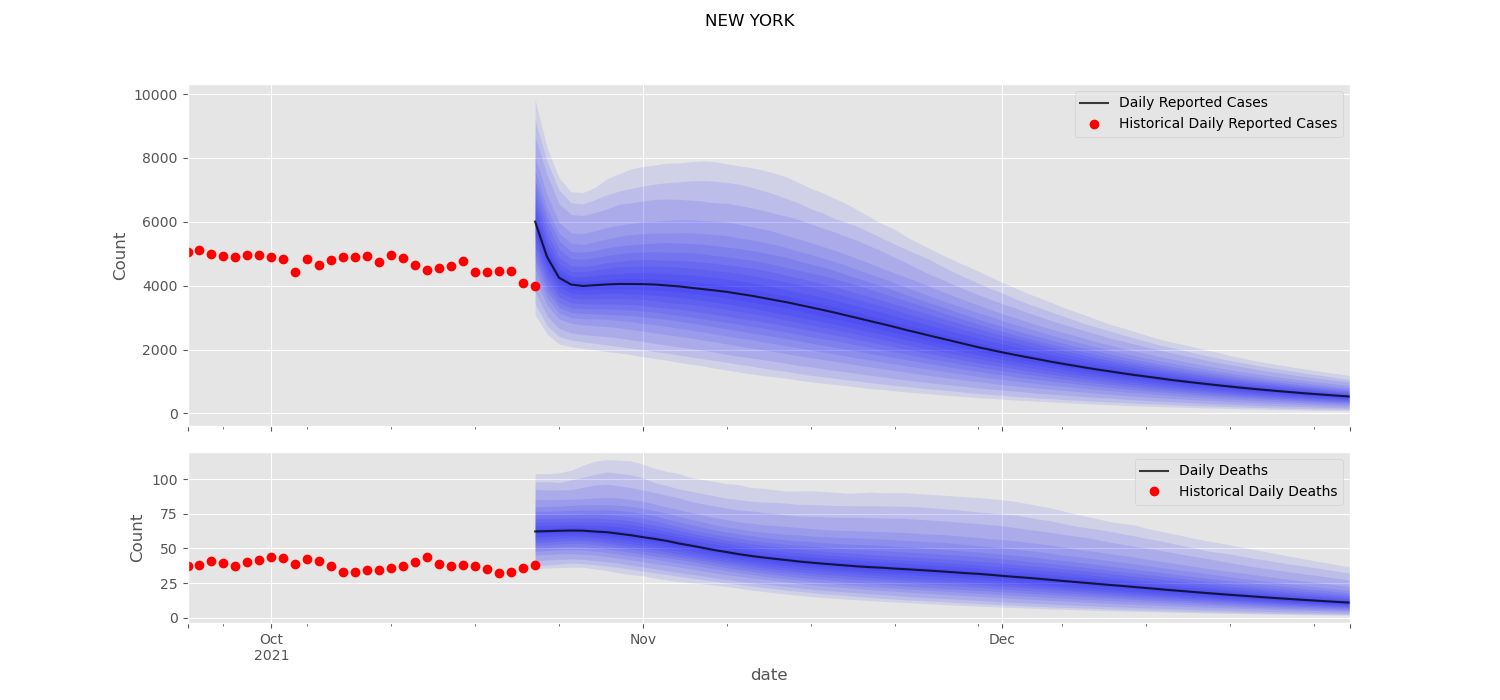 NEW YORK
10000
8000
6000
4000
2000
0
Count
Daily Reported Cases
Historical Daily Reported Cases
100
75
50
25
0
Count
Daily Deaths
Historical Daily Deaths
Oct
2021
Nov
Dec
date